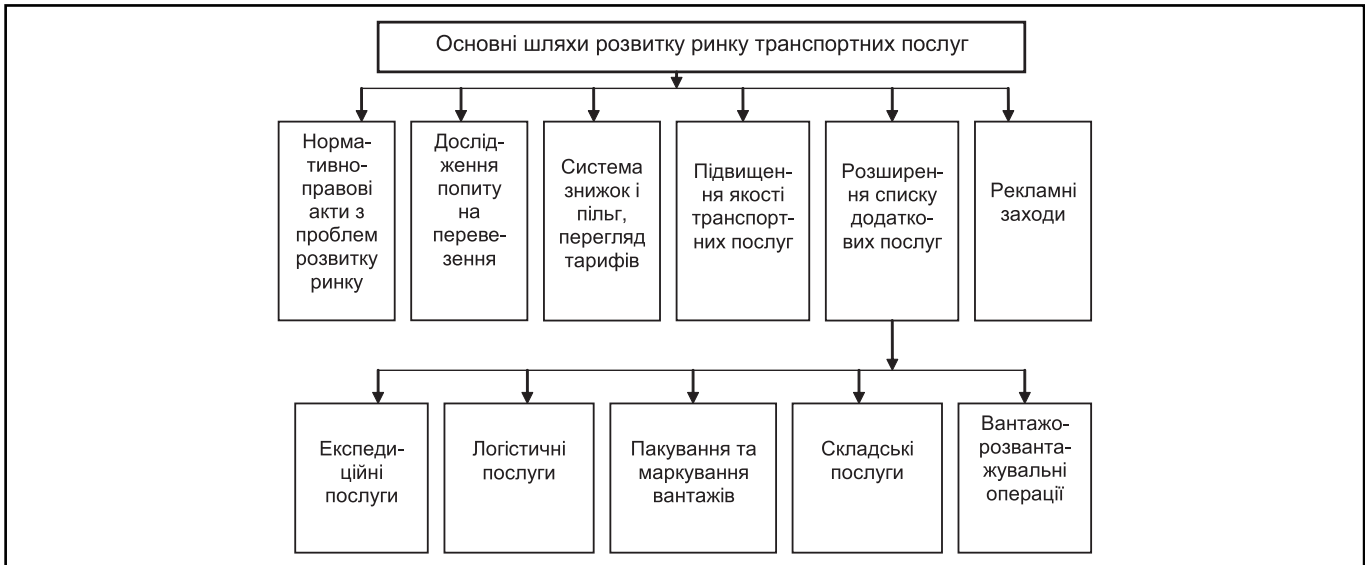 Основні шляхи розвитку ринку транспортних послуг
Норма-
тивно-
правові
акти з
проблем
розвитку
ринку
Дослід-
ження
попиту
на
переве-
зення
Система
знижок і
пільг,
перегляд
тарифів
Підвищен-
ня якості
транспорт-
них послуг
Розширен-
ня списку
додатко-
вих послуг
Рекламні
заходи
Експеди-
ційні
послуги
Логістичні
послуги
Пакування та
маркування
вантажів
Складські
послуги
Вантажо-
розванта-
жувальні
операції